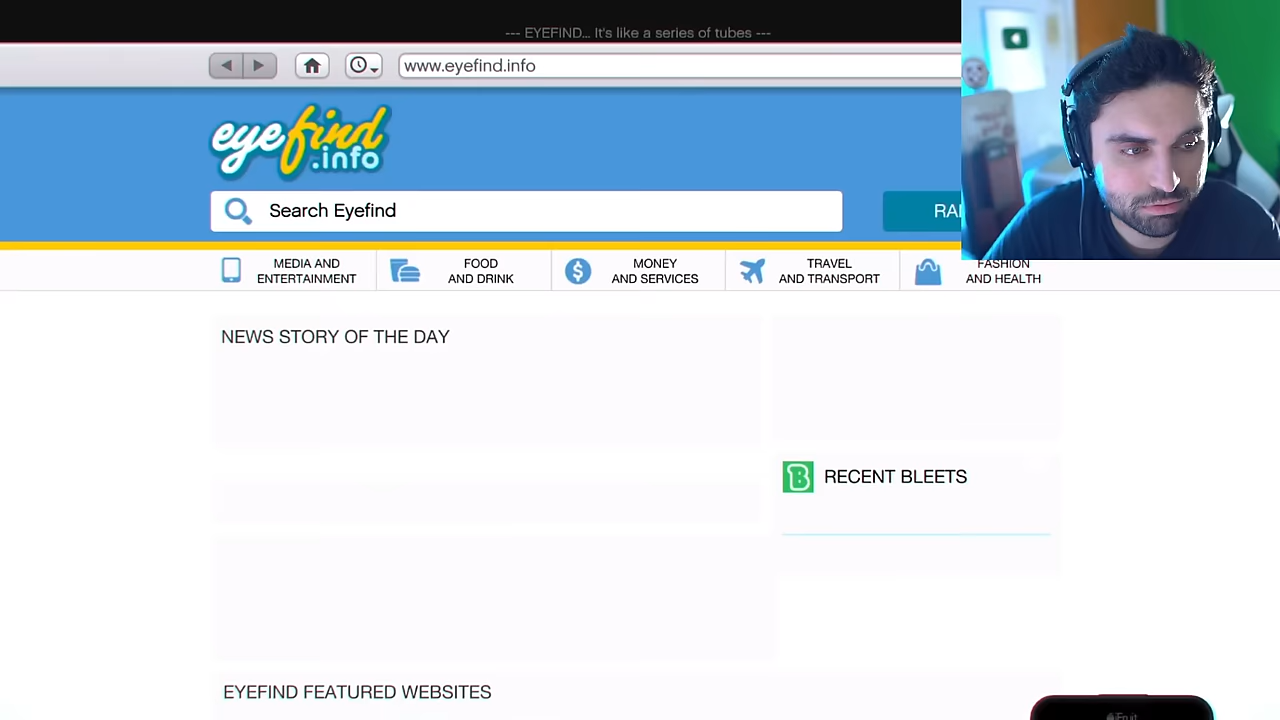 --- EYEFIND... It's like a series of tubes ---
www.eyefind.info
eyefind
.info
Search Eyefind
MEDIA AND
ENTERTAINMENT
FOOD
AND DRINK
MONEY
AND SERVICES
TRAVEL
AND TRANSPORT
FASHION
AND HEALTH
NEWS STORY OF THE DAY
B RECENT BLEETS
EYEFIND FEATURED WEBSITES
iFruit